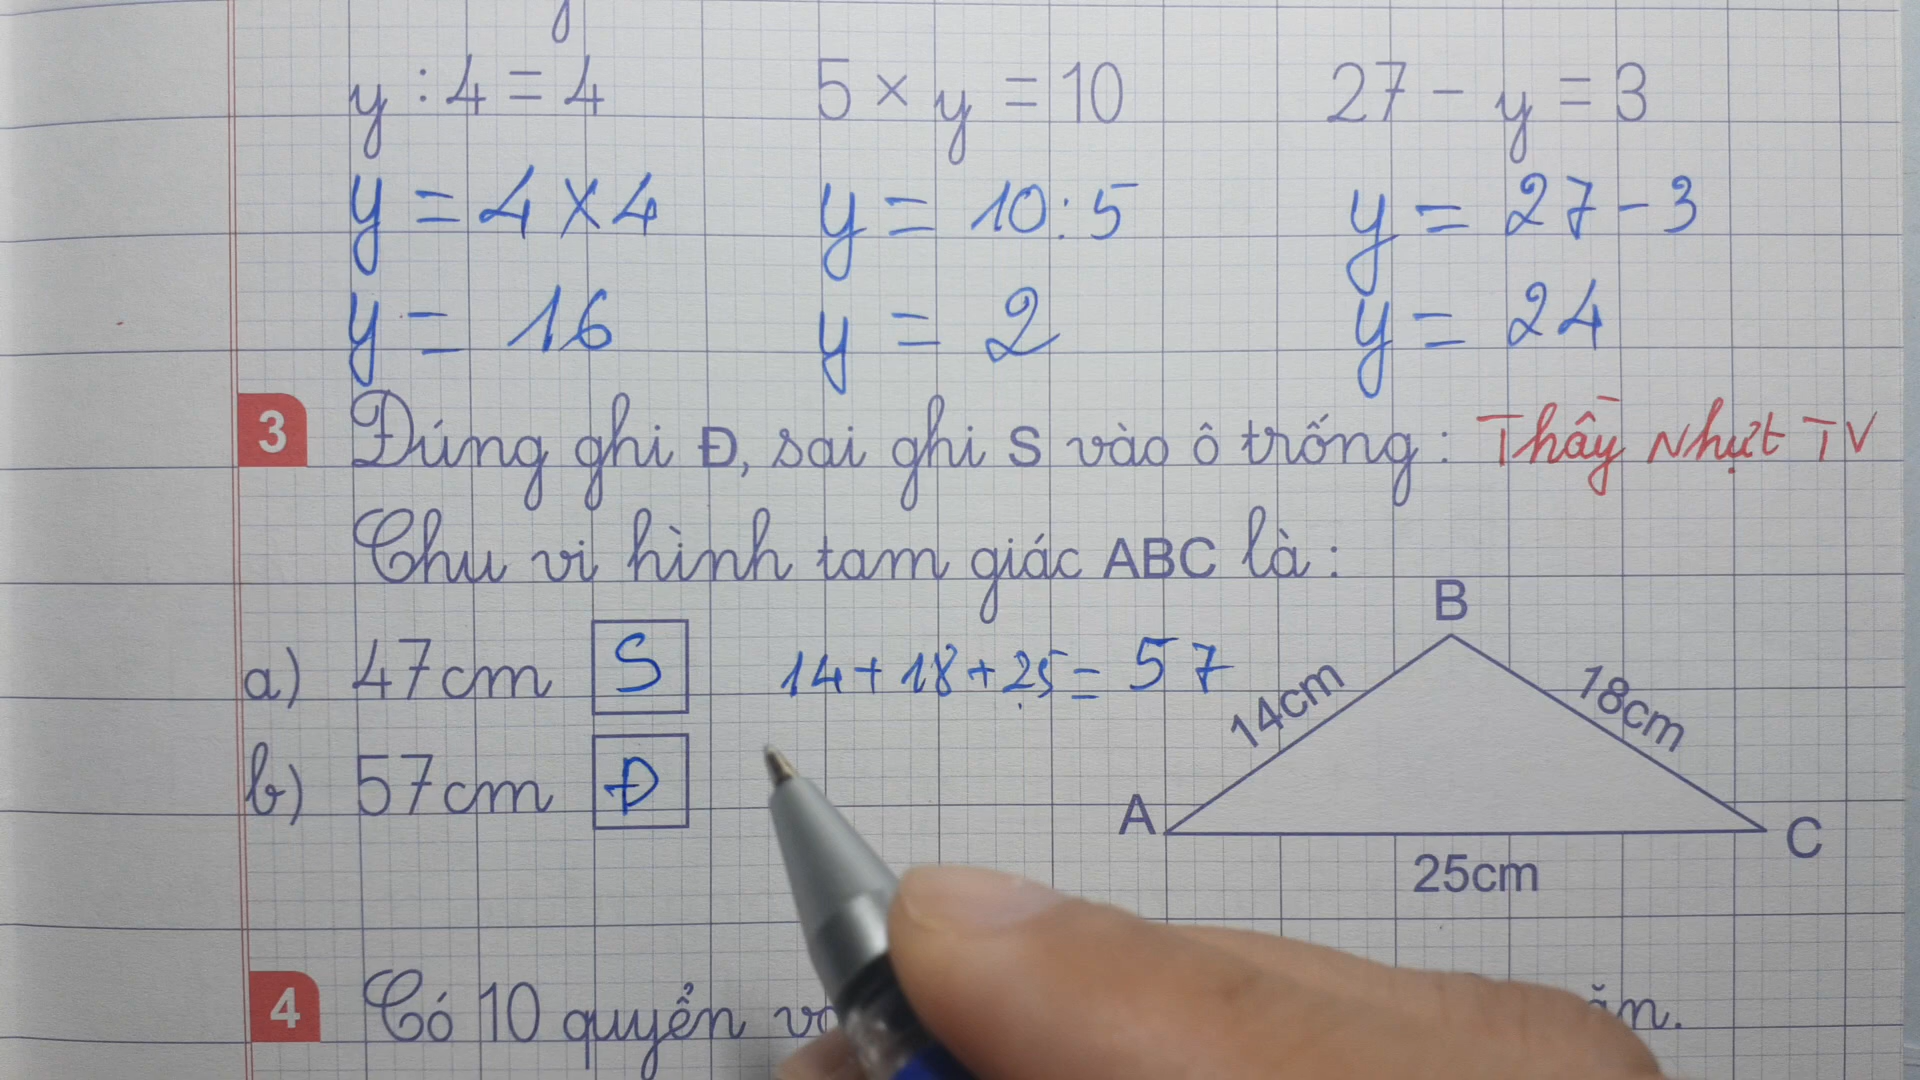 y : 4 = 4 5 × y = 10 27 - y = 3
y = 4 × 4 y = 10 : 5 y = 27 - 3
y = 16 y = 2 y = 24
3 Đúng ghi Đ, sai ghi S vào ô trống : Thầy Nhựt TV
Chu vi hình tam giác ABC là :
B
a) 47cm S 14 + 18 + 25 = 57 14cm 18cm
b) 57cm Đ
A C
25cm
4 Có 10 quyển